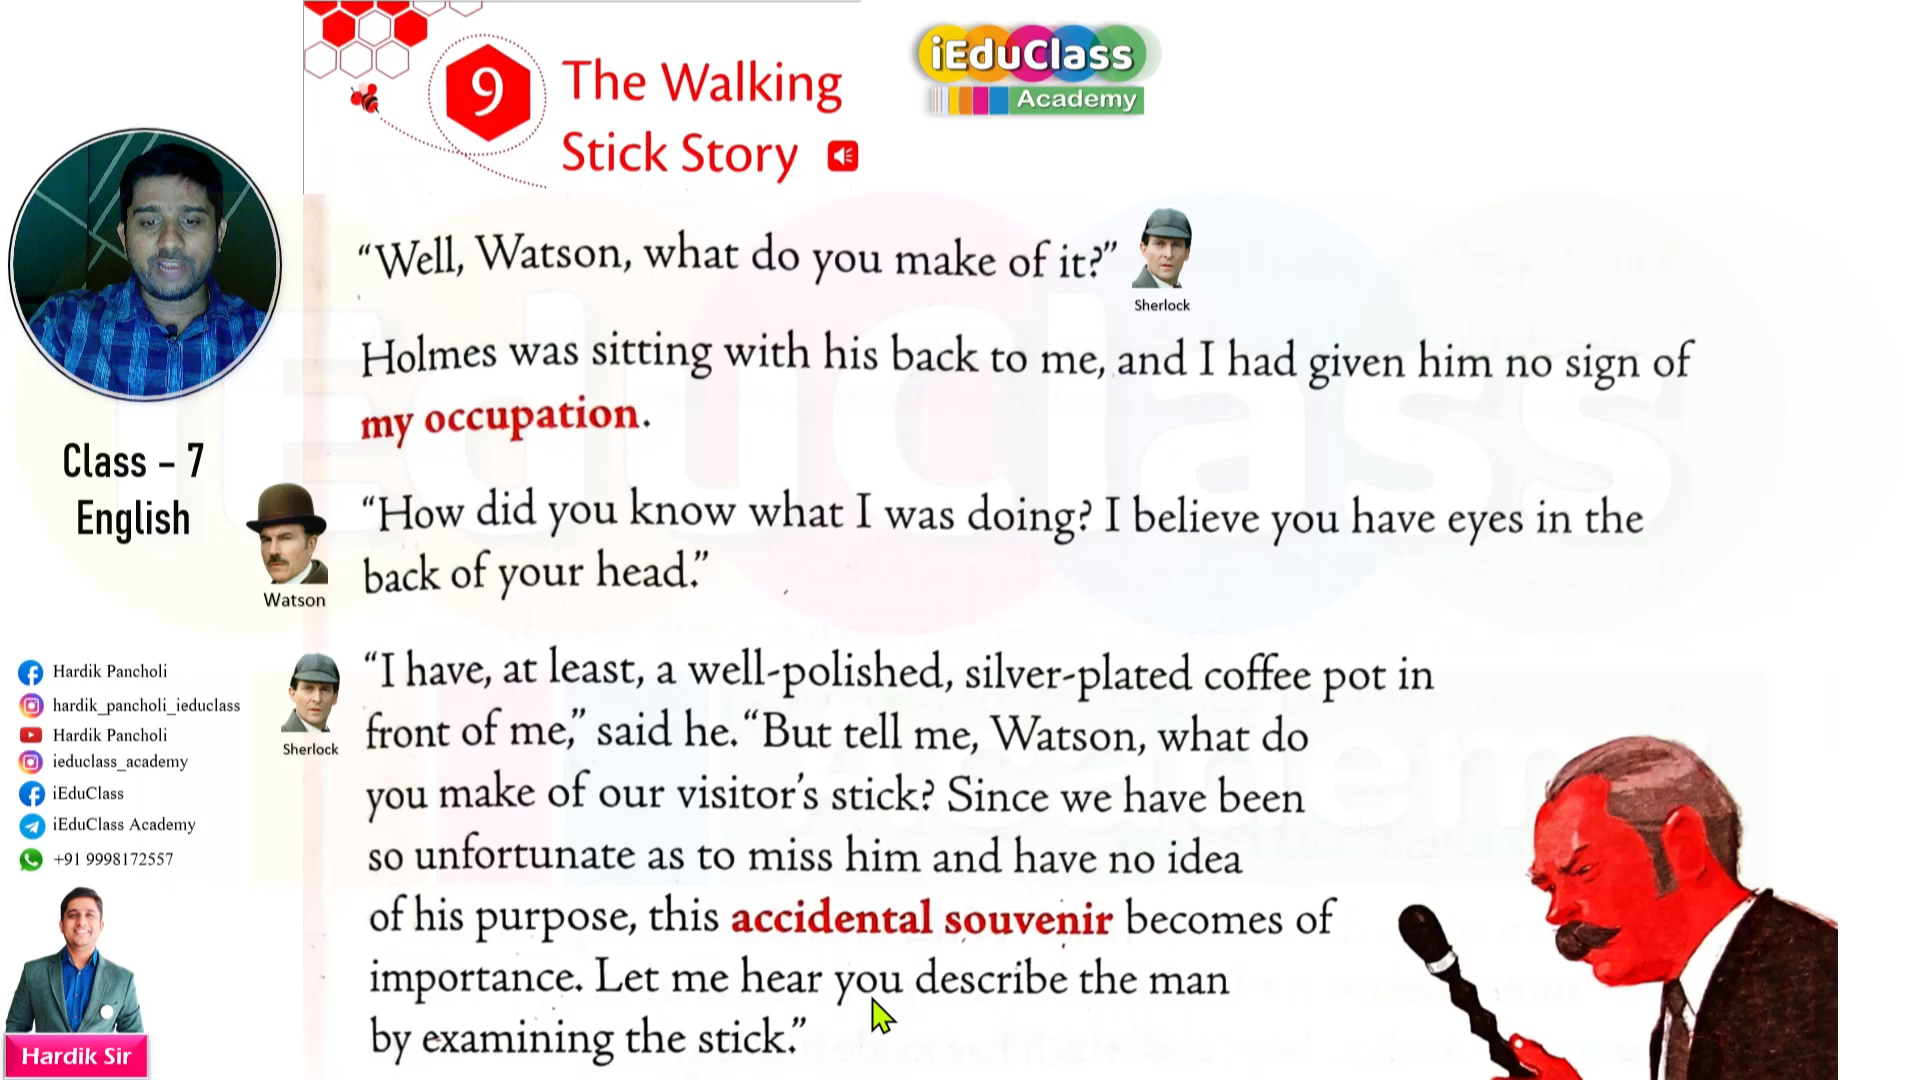 9
The Walking
Stick Story
iEduClass
Academy
“Well, Watson, what do you make of it?”
Sherlock
Holmes was sitting with his back to me, and I had given him no sign of
my occupation.
Class – 7
English
“How did you know what I was doing? I believe you have eyes in the
back of your head.”
Watson
“I have, at least, a well-polished, silver-plated coffee pot in
front of me,” said he. “But tell me, Watson, what do
you make of our visitor’s stick? Since we have been
so unfortunate as to miss him and have no idea
of his purpose, this accidental souvenir becomes of
importance. Let me hear you describe the man
by examining the stick.”
Sherlock
Hardik Pancholi
hardik_pancholi_ieduclass
Hardik Pancholi
ieduclass_academy
iEduClass
iEduClass Academy
+91 9998172557
Hardik Sir
iEduClass
Academy